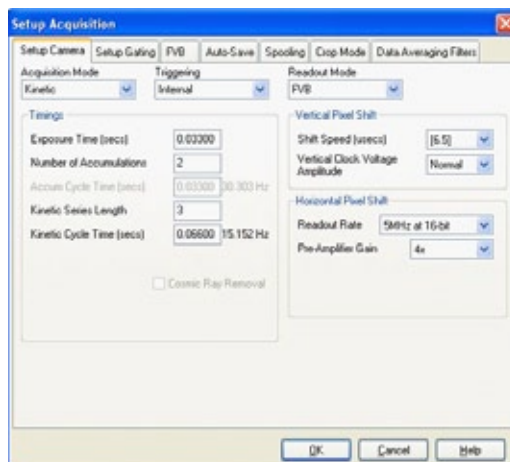 Setup Acquisition
Setup Camera Setup Gating FVB Auto-Save Spooling Crop Mode Data Averaging Filters
Acquisition Mode Triggering Readout Mode
Kinetic Internal FVB
Timings Vertical Pixel Shift
Exposure Time (secs) 0.03300 Shift Speed (usecs) [6.5]
Number of Accumulations 2 Vertical Clock Voltage Amplitude Normal
Accum Cycle Time (secs) 0.03300 30.303 Hz
Kinetic Series Length 3 Horizontal Pixel Shift
Kinetic Cycle Time (secs) 0.06600 15.152 Hz Readout Rate 5MHz at 16-bit
Pre-Amplifier Gain 4x
Cosmic Ray Removal
OK Cancel Help